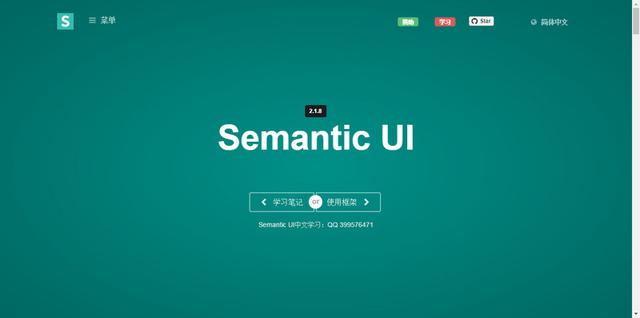 S
菜单
捐助
学习
Star
简体中文
2.1.8
Semantic UI
学习笔记 or 使用框架
Semantic UI中文学习：QQ 399576471